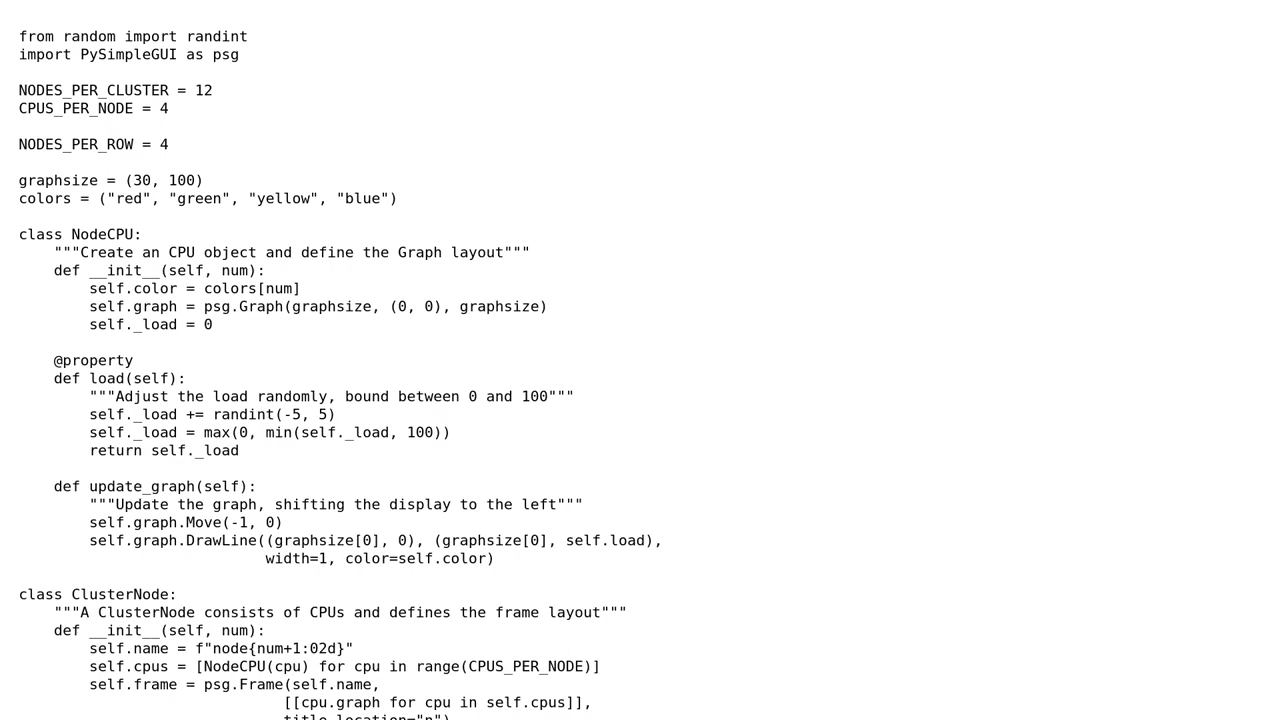 from random import randint
import PySimpleGUI as psg

NODES_PER_CLUSTER = 12
CPUS_PER_NODE = 4

NODES_PER_ROW = 4

graphsize = (30, 100)
colors = ("red", "green", "yellow", "blue")

class NodeCPU:
    """Create an CPU object and define the Graph layout"""
    def __init__(self, num):
        self.color = colors[num]
        self.graph = psg.Graph(graphsize, (0, 0), graphsize)
        self._load = 0

    @property
    def load(self):
        """Adjust the load randomly, bound between 0 and 100"""
        self._load += randint(-5, 5)
        self._load = max(0, min(self._load, 100))
        return self._load

    def update_graph(self):
        """Update the graph, shifting the display to the left"""
        self.graph.Move(-1, 0)
        self.graph.DrawLine((graphsize[0], 0), (graphsize[0], self.load),
                            width=1, color=self.color)

class ClusterNode:
    """A ClusterNode consists of CPUs and defines the frame layout"""
    def __init__(self, num):
        self.name = f"node{num+1:02d}"
        self.cpus = [NodeCPU(cpu) for cpu in range(CPUS_PER_NODE)]
        self.frame = psg.Frame(self.name,
                              [[cpu.graph for cpu in self.cpus]],
                              title_location="n")